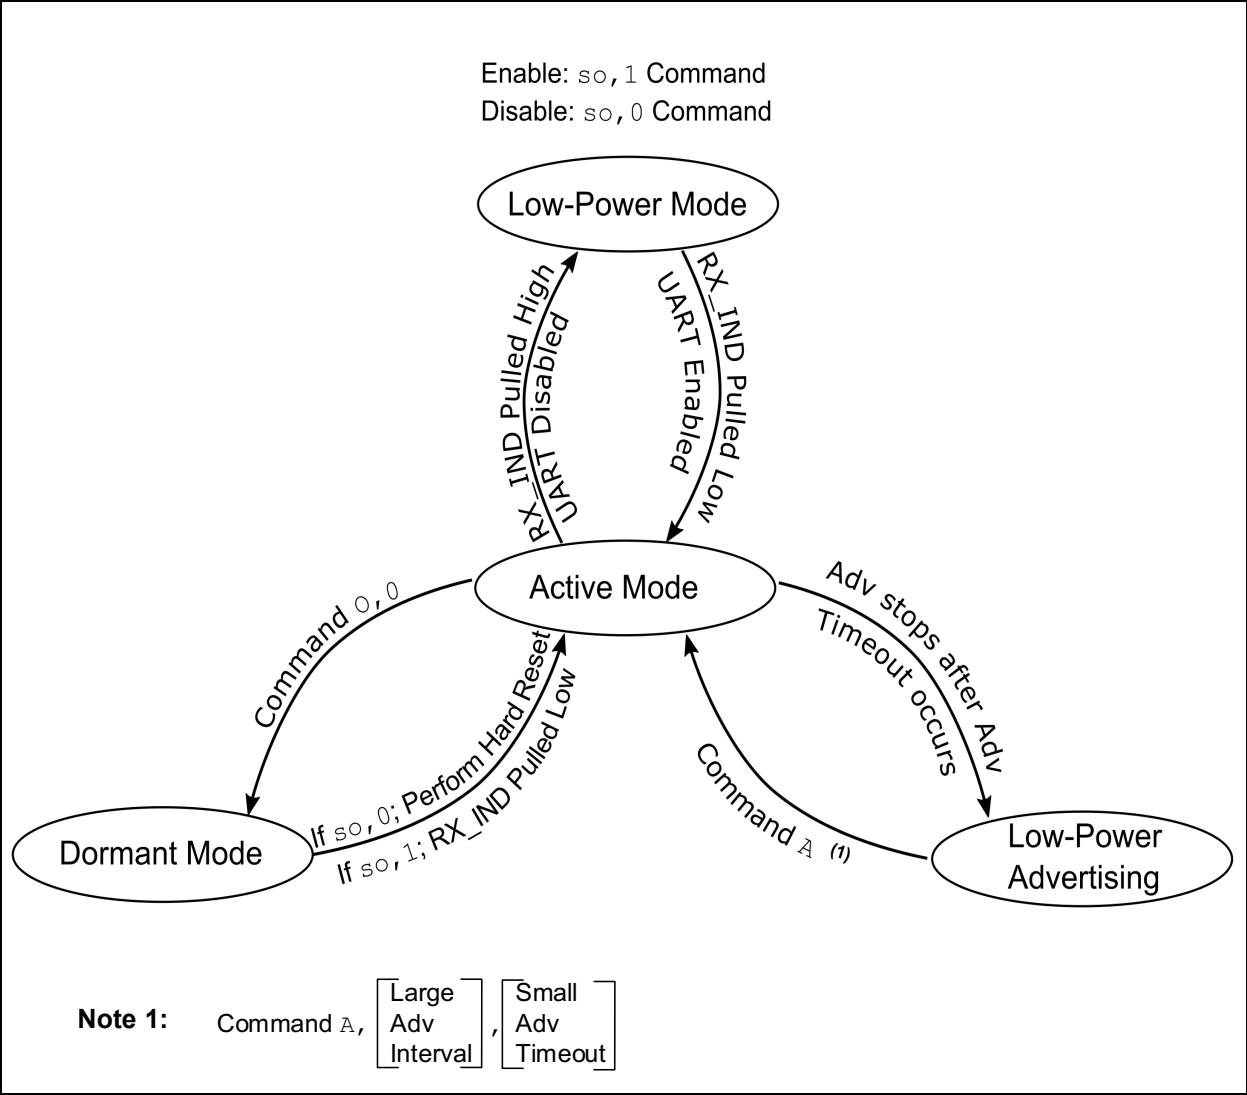 Enable: so,1 Command
Disable: so,0 Command
Low-Power Mode
RX_IND Pulled High
UART Disabled
RX_IND Pulled Low
UART Enabled
Active Mode
Command O,0
If so,0; Perform Hard Reset
If so,1; RX_IND Pulled Low
Adv stops after Adv
Timeout occurs
Command A (1)
Dormant Mode
Low-Power
Advertising
Note 1: Command A, [Large Adv Interval], [Small Adv Timeout]